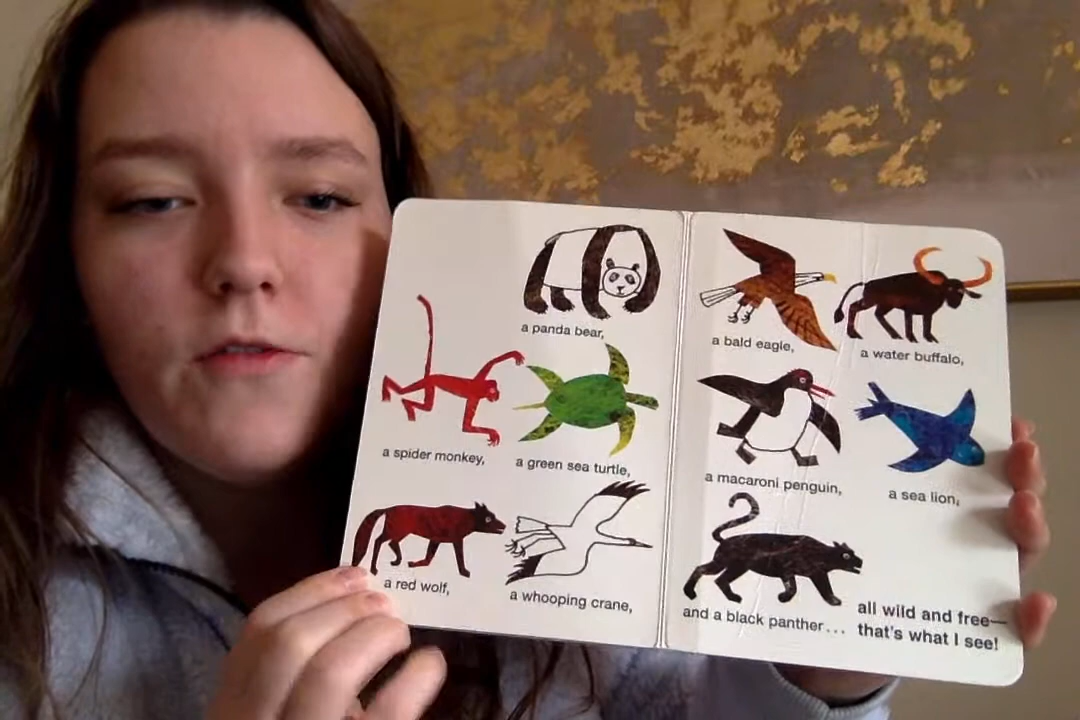 a panda bear,
a spider monkey,
a green sea turtle,
a red wolf,
a whooping crane,
a bald eagle,
a water buffalo,
a macaroni penguin,
a sea lion,
and a black panther...
all wild and free—
that's what I see!